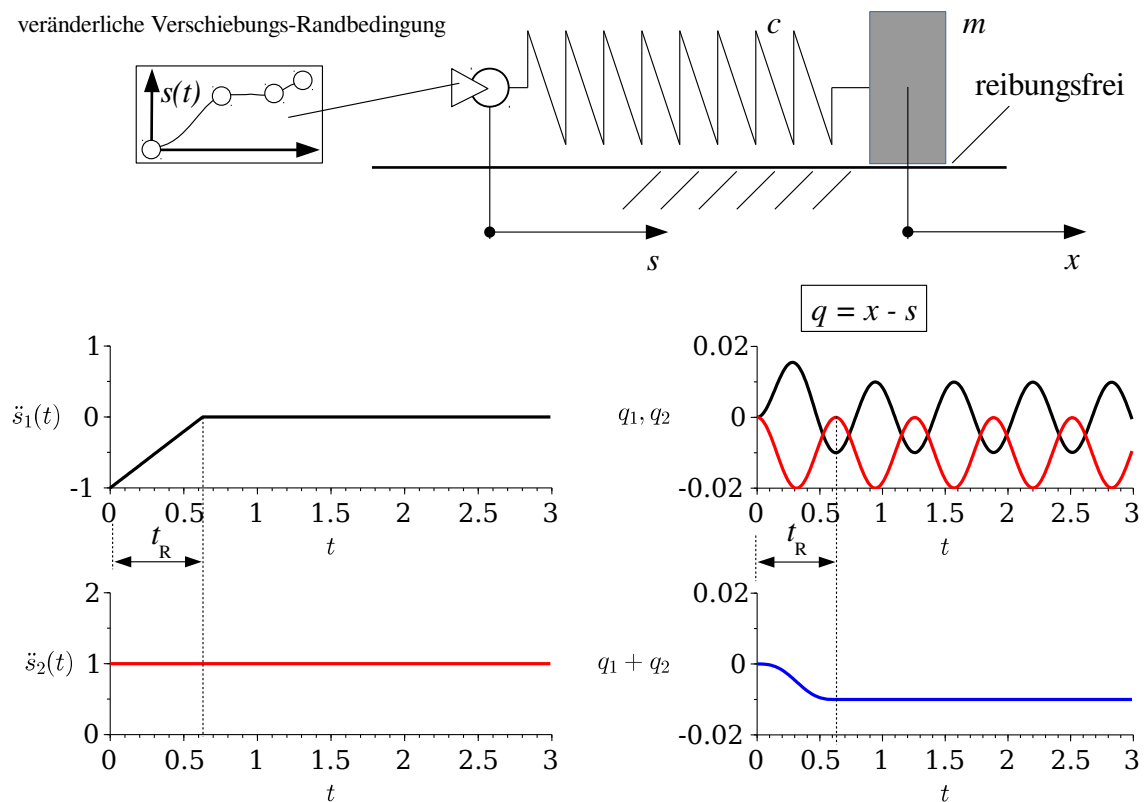 veränderliche Verschiebungs-Randbedingung
s(t)
c
m
reibungsfrei
s
x
q = x - s
1
0
-1
s̈₁(t)
0 0.5 1 1.5 2 2.5 3
t
t_R
0.02
0
-0.02
q₁, q₂
0 0.5 1 1.5 2 2.5 3
t
t_R
2
1
0
s̈₂(t)
0 0.5 1 1.5 2 2.5 3
t
0.02
0
-0.02
q₁ + q₂
0 0.5 1 1.5 2 2.5 3
t